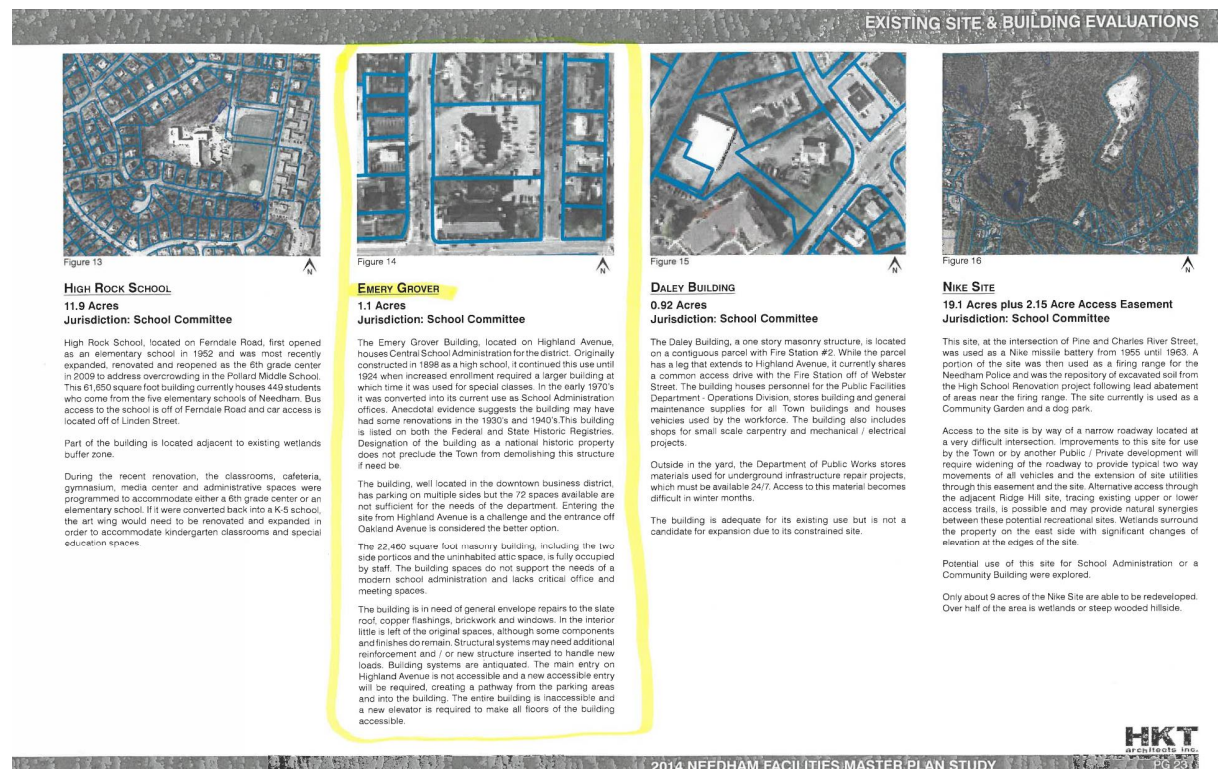 EXISTING SITE & BUILDING EVALUATIONS
Figure 13
N
HIGH ROCK SCHOOL
11.9 Acres
Jurisdiction: School Committee
High Rock School, located on Ferndale Road, first opened
as an elementary school in 1952 and was most recently
expanded, renovated and reopened as the 6th grade center
in 2009 to address overcrowding in the Pollard Middle School.
This 61,650 square foot building currently houses 449 students
who come from the five elementary schools of Needham. Bus
access to the school is off of Ferndale Road and car access is
located off of Linden Street.
Part of the building is located adjacent to existing wetlands
buffer zone.
During the recent renovation, the classrooms, cafeteria,
gymnasium, media center and administrative spaces were
programmed to accommodate either a 6th grade center or an
elementary school. If it were converted back into a K-5 school,
the art wing would need to be renovated and expanded in
order to accommodate kindergarten classrooms and special
education spaces
Figure 14
N
EMERY GROVER
1.1 Acres
Jurisdiction: School Committee
The Emery Grover Building, located on Highland Avenue,
houses Central School Administration for the district. Originally
constructed in 1898 as a high school, it continued this use until
1924 when increased enrollment required a larger building at
which time it was used for special classes. In the early 1970's
it was converted into its current use as School Administration
offices. Anecdotal evidence suggests the building may have
had some renovations in the 1930's and 1940's.This building
is listed on both the Federal and State Historic Registries.
Designation of the building as a national historic property
does not preclude the Town from demolishing this structure
if need be.
The building, well located in the downtown business district,
has parking on multiple sides but the 72 spaces available are
not sufficient for the needs of the department. Entering the
site from Highland Avenue is a challenge and the entrance off
Oakland Avenue is considered the better option.
The 22,460 square foot masonry building, including the two
side porticos and the uninhabited attic space, is fully occupied
by staff. The building spaces do not support the needs of a
modern school administration and lacks critical office and
meeting spaces.
The building is in need of general envelope repairs to the slate
roof, copper flashings, brickwork and windows. In the interior
little is left of the original spaces, although some components
and finishes do remain. Structural systems may need additional
reinforcement and / or new structure inserted to handle new
loads. Building systems are antiquated. The main entry on
Highland Avenue is not accessible and a new accessible entry
will be required, creating a pathway from the parking areas
and into the building. The entire building is inaccessible and
a new elevator is required to make all floors of the building
accessible.
Figure 15
N
DALEY BUILDING
0.92 Acres
Jurisdiction: School Committee
The Daley Building, a one story masonry structure, is located
on a contiguous parcel with Fire Station #2. While the parcel
has a leg that extends to Highland Avenue, it currently shares
a common access drive with the Fire Station off of Webster
Street. The building houses personnel for the Public Facilities
Department - Operations Division, stores building and general
maintenance supplies for all Town buildings and houses
vehicles used by the workforce. The building also includes
shops for small scale carpentry and mechanical / electrical
projects.
Outside in the yard, the Department of Public Works stores
materials used for underground infrastructure repair projects,
which must be available 24/7. Access to this material becomes
difficult in winter months.
The building is adequate for its existing use but is not a
candidate for expansion due to its constrained site.
Figure 16
N
NIKE SITE
19.1 Acres plus 2.15 Acre Access Easement
Jurisdiction: School Committee
This site, at the intersection of Pine and Charles River Street,
was used as a Nike missile battery from 1955 until 1963. A
portion of the site was then used as a firing range for the
Needham Police and was the repository of excavated soil from
the High School Renovation project following lead abatement
of areas near the firing range. The site currently is used as a
Community Garden and a dog park.
Access to the site is by way of a narrow roadway located at
a very difficult intersection. Improvements to this site for use
by the Town or by another Public / Private development will
require widening of the roadway to provide typical two way
movements of all vehicles and the extension of site utilities
through this easement and the site. Alternative access through
the adjacent Ridge Hill site, tracing existing upper or lower
access trails, is possible and may provide natural synergies
between these potential recreational sites. Wetlands surround
the property on the east side with significant changes of
elevation at the edges of the site.
Potential use of this site for School Administration or a
Community Building were explored.
Only about 9 acres of the Nike Site are able to be redeveloped.
Over half of the area is wetlands or steep wooded hillside.
HKT
architects inc.
2014 NEEDHAM FACILITIES MASTER PLAN STUDY
PG 23